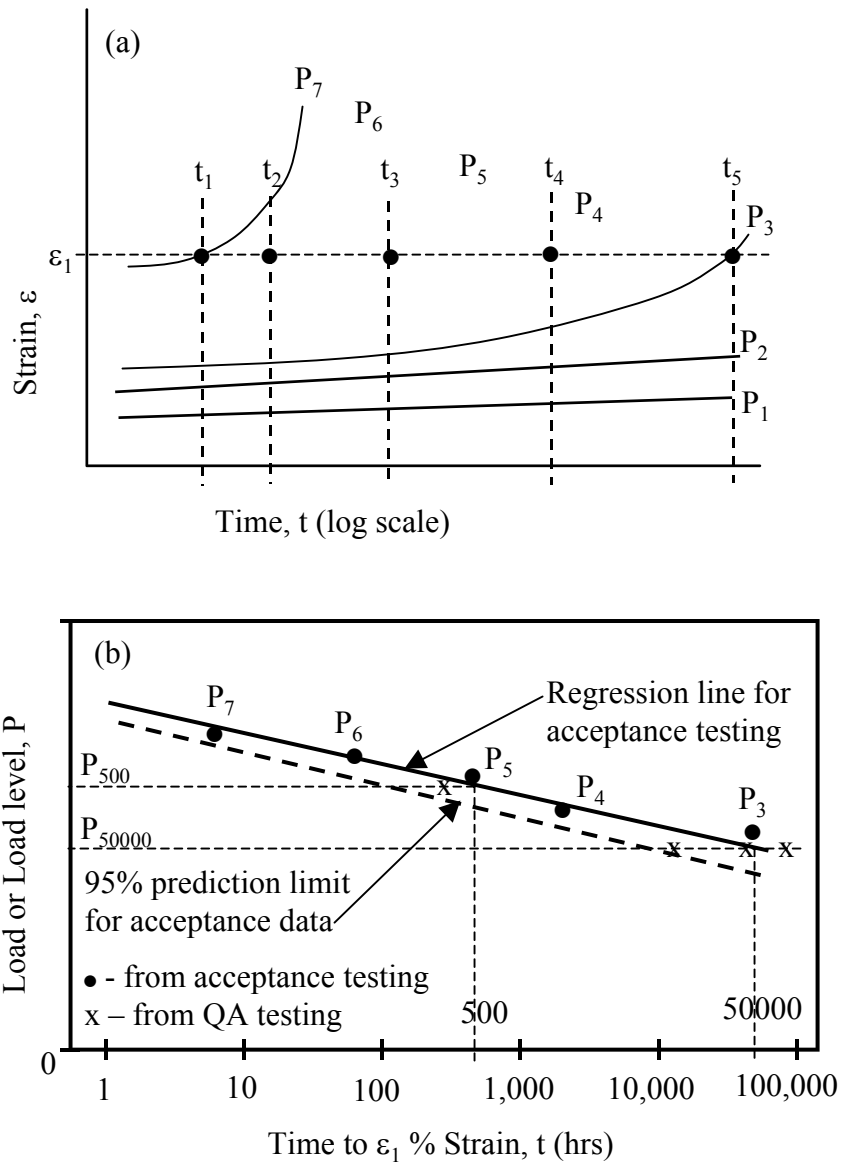 (a)
P₇
P₆
t₁ t₂ t₃ P₅ t₄ t₅
P₄ P₃
ε₁
P₂
P₁
Strain, ε
Time, t (log scale)
(b)
Regression line for
acceptance testing
P₇
P₆
P₅
P₄
P₃
P₅₀₀
x
P₅₀₀₀₀
x x x
95% prediction limit
for acceptance data
● - from acceptance testing
x – from QA testing
500
50000
Load or Load level, P
0
1 10 100 1,000 10,000 100,000
Time to ε₁ % Strain, t (hrs)